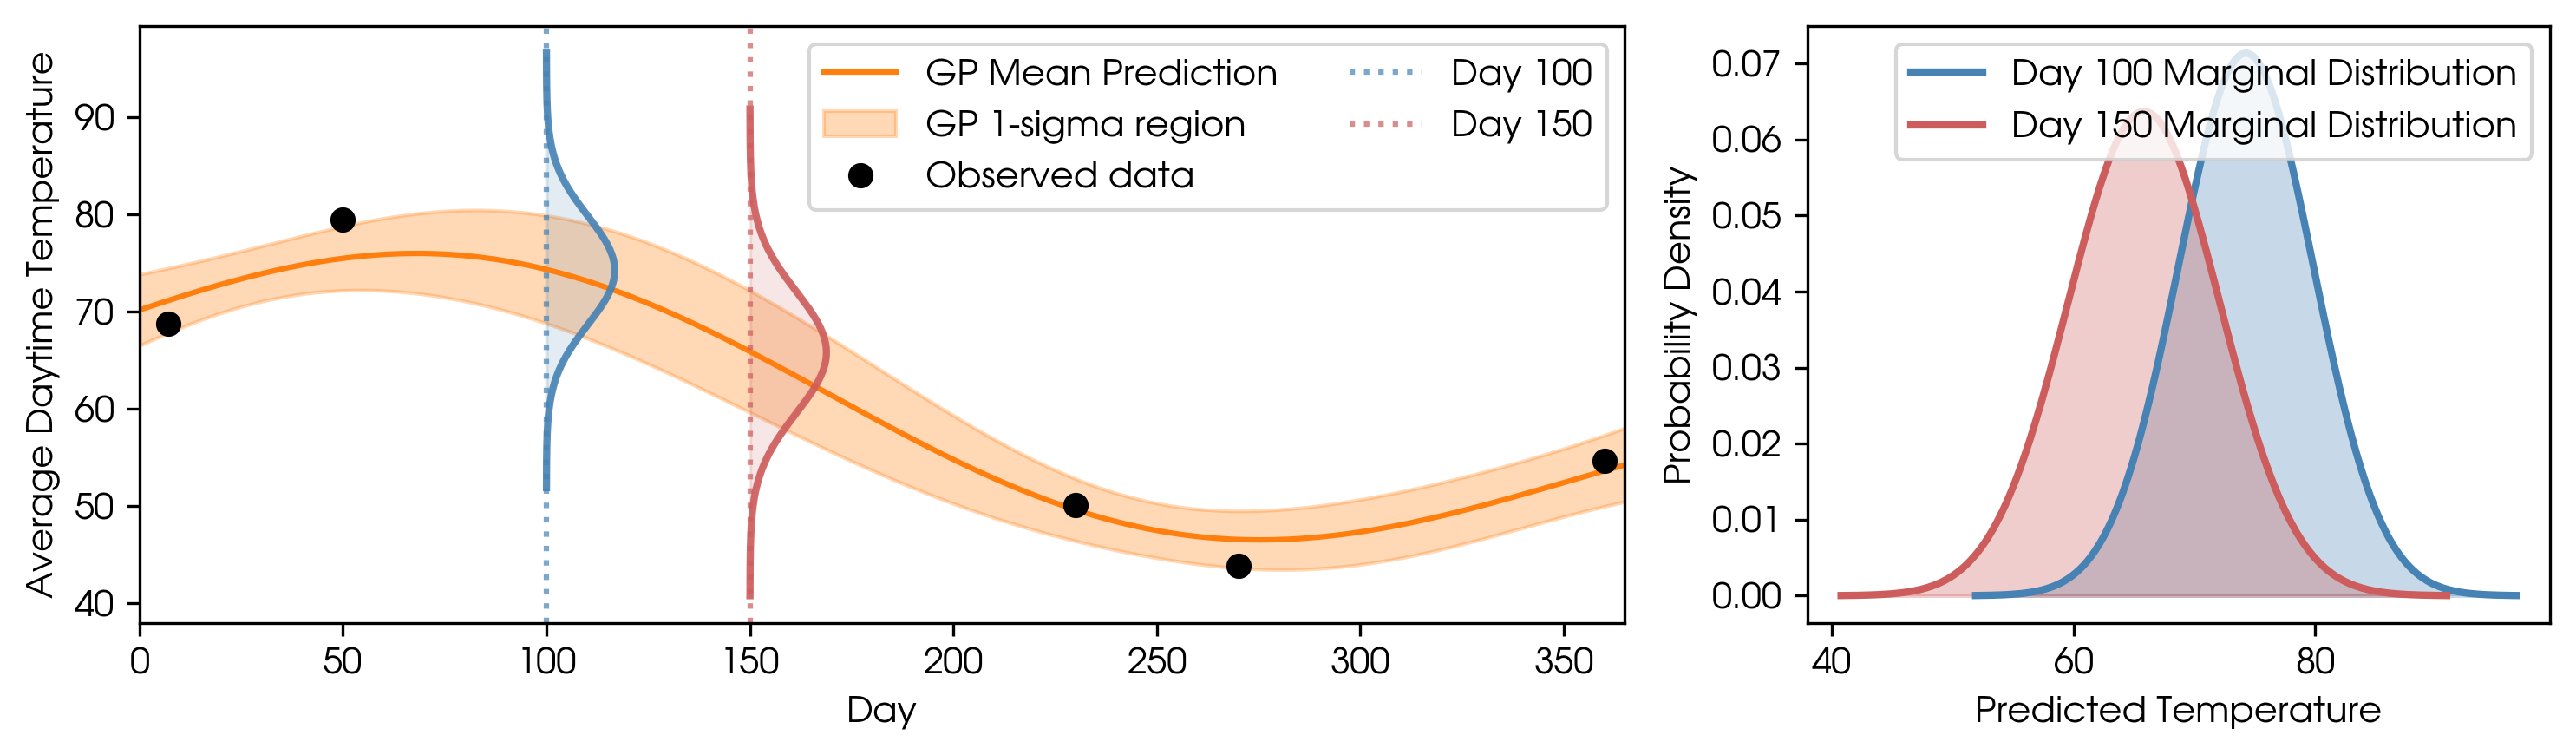 Average Daytime Temperature
90
80
70
60
50
40
GP Mean Prediction
GP 1-sigma region
Observed data
Day 100
Day 150
0 50 100 150 200 250 300 350
Day
Probability Density
0.07
0.06
0.05
0.04
0.03
0.02
0.01
0.00
Day 100 Marginal Distribution
Day 150 Marginal Distribution
40 60 80
Predicted Temperature